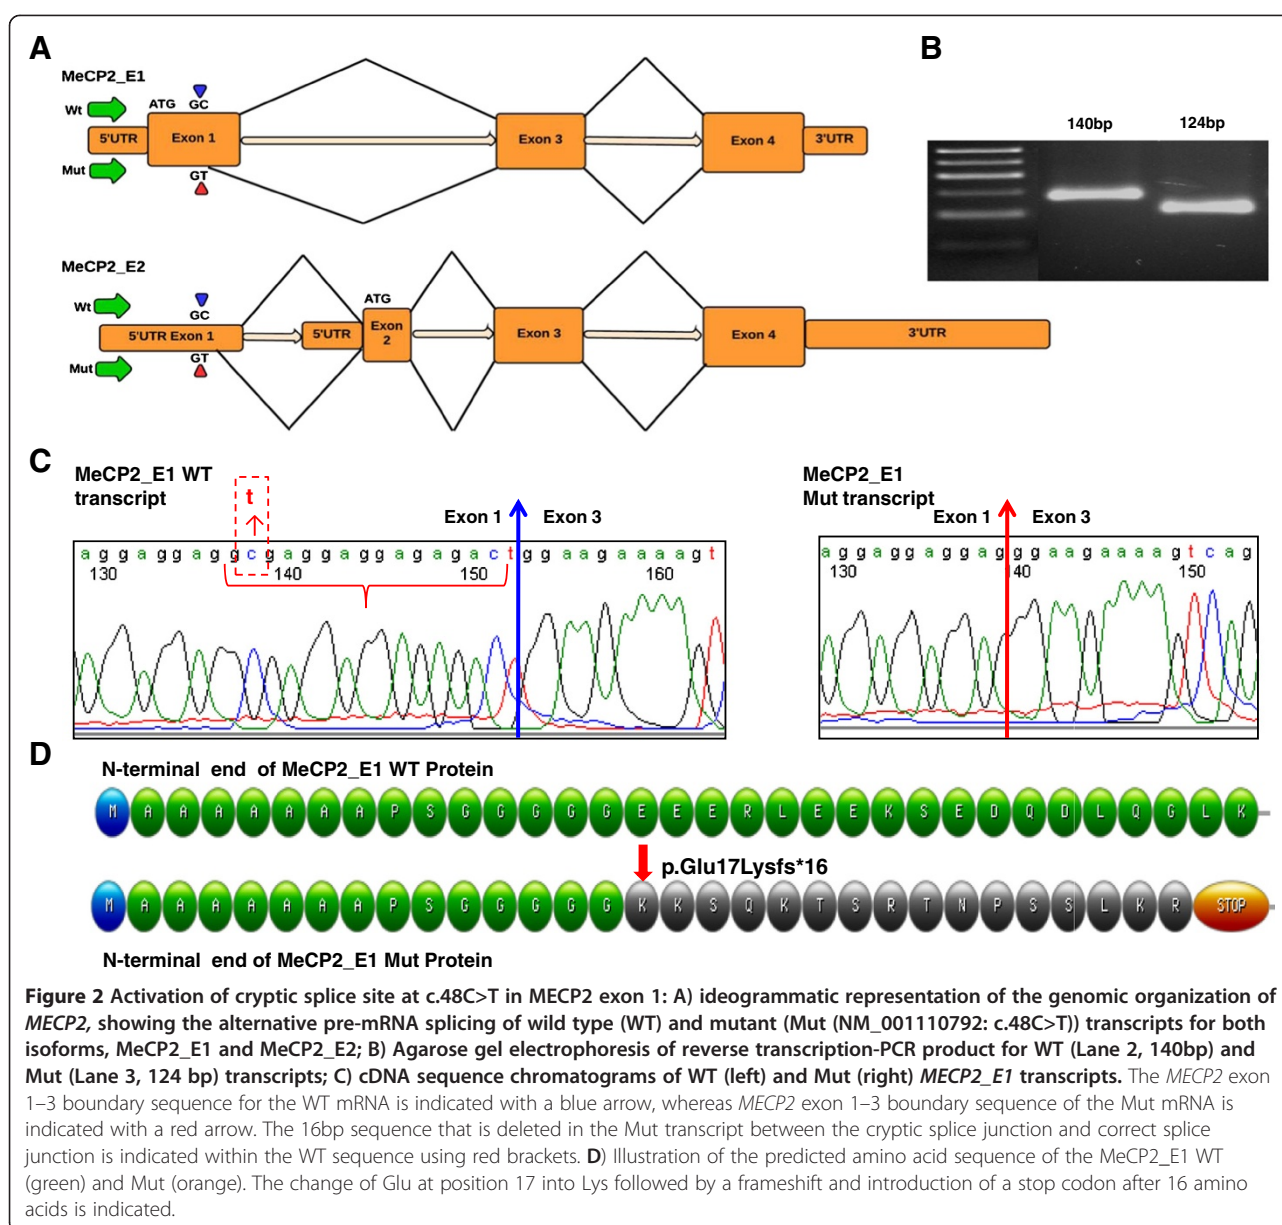 A
MeCP2_E1
Wt
ATG
GC
5'UTR
Exon 1
Exon 3
Exon 4
3'UTR
Mut
GT
MeCP2_E2
Wt
GC
ATG
5'UTR Exon 1
5'UTR
Exon
2
Exon 3
Exon 4
3'UTR
Mut
GT
B
140bp
124bp
C
MeCP2_E1 WT
transcript
t
Exon 1
Exon 3
a g g a g g a g g c g a g g a g g a g a g a c t g g a a g a a a a g t
130
140
150
160
MeCP2_E1
Mut transcript
Exon 1
Exon 3
a g g a g g a g g a g g g a a g a a a a g t c a g
130
140
150
D
N-terminal end of MeCP2_E1 WT Protein
M A A A A A A A P S G G G G G E E E R L E E K S E D Q D L Q G L K
p.Glu17Lysfs*16
M A A A A A A A P S G G G G G K K S Q K T S R T N P S S L K R STOP
N-terminal end of MeCP2_E1 Mut Protein
Figure 2 Activation of cryptic splice site at c.48C>T in MECP2 exon 1: A) ideogrammatic representation of the genomic organization of
MECP2, showing the alternative pre-mRNA splicing of wild type (WT) and mutant (Mut (NM_001110792: c.48C>T)) transcripts for both
isoforms, MeCP2_E1 and MeCP2_E2; B) Agarose gel electrophoresis of reverse transcription-PCR product for WT (Lane 2, 140bp) and
Mut (Lane 3, 124 bp) transcripts; C) cDNA sequence chromatograms of WT (left) and Mut (right) MECP2_E1 transcripts. The MECP2 exon
1–3 boundary sequence for the WT mRNA is indicated with a blue arrow, whereas MECP2 exon 1–3 boundary sequence of the Mut mRNA is
indicated with a red arrow. The 16bp sequence that is deleted in the Mut transcript between the cryptic splice junction and correct splice
junction is indicated within the WT sequence using red brackets. D) Illustration of the predicted amino acid sequence of the MeCP2_E1 WT
(green) and Mut (orange). The change of Glu at position 17 into Lys followed by a frameshift and introduction of a stop codon after 16 amino
acids is indicated.